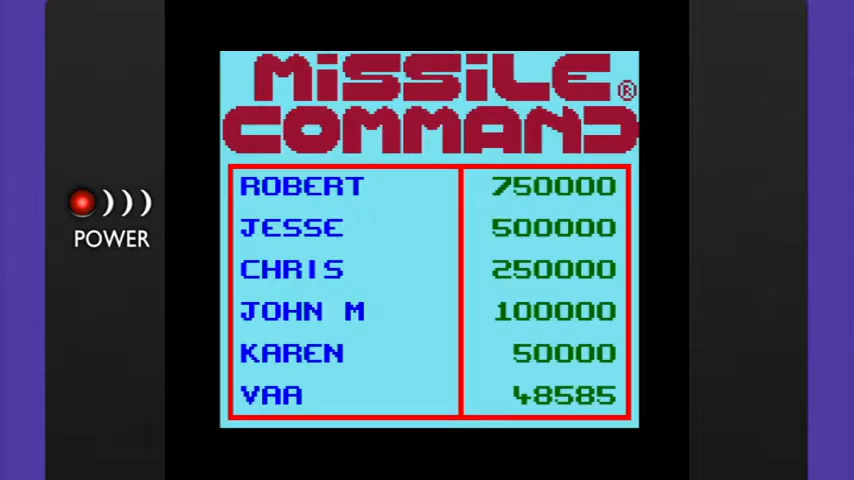 MISSILE
COMMAND®
POWER
ROBERT 750000
JESSE 500000
CHRIS 250000
JOHN M 100000
KAREN 50000
VAA 48585